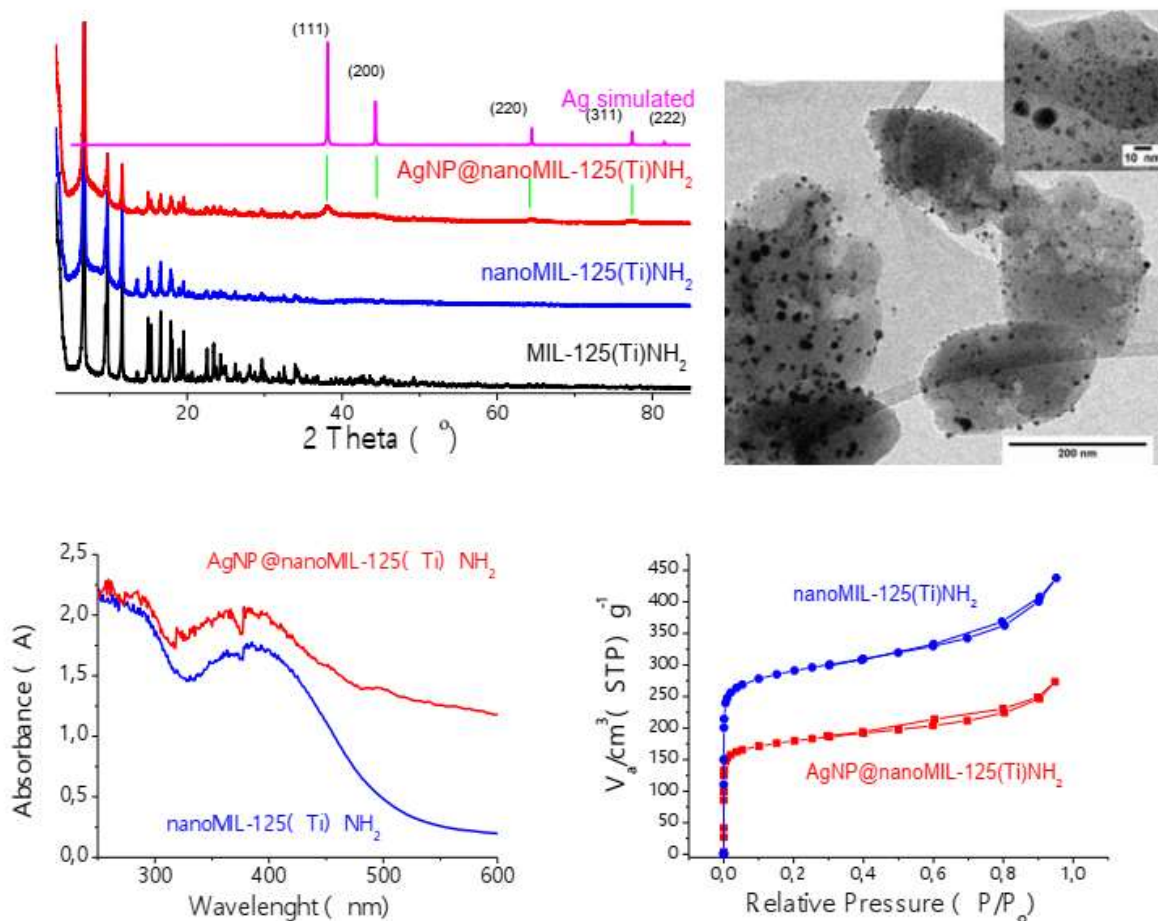 (111)
(200)
Ag simulated
(220)
(311)
(222)
AgNP@nanoMIL-125(Ti)NH₂
nanoMIL-125(Ti)NH₂
MIL-125(Ti)NH₂
20
40
60
80
2 Theta ( °)
10 nm
200 nm
2,5
2,0
1,5
1,0
0,5
0,0
Absorbance ( A)
AgNP@nanoMIL-125( Ti) NH₂
nanoMIL-125( Ti) NH₂
300
400
500
600
Wavelenght ( nm)
450
400
350
300
250
200
150
100
50
0
Vₐ/cm³( STP) g⁻¹
nanoMIL-125(Ti)NH₂
AgNP@nanoMIL-125(Ti)NH₂
0,0
0,2
0,4
0,6
0,8
1,0
Relative Pressure ( P/P₀